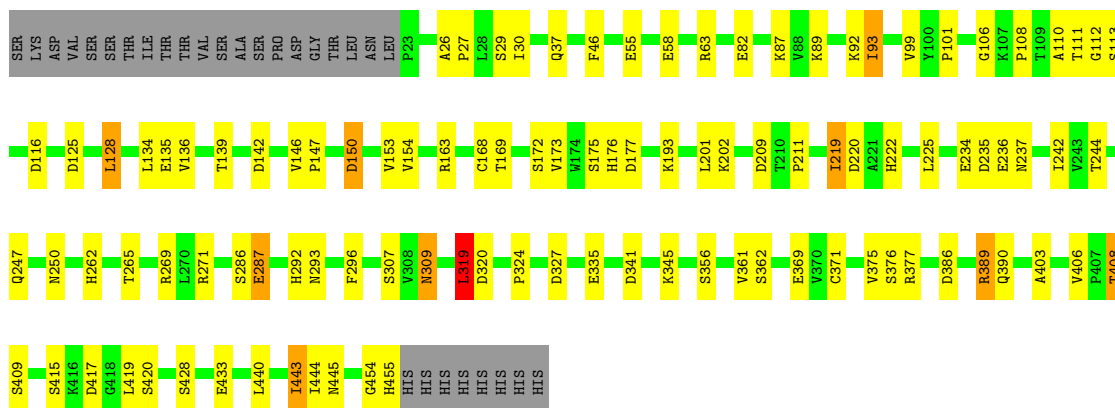 SER LYS ASP VAL SER SER THR ILE THR THR VAL SER ALA SER PRO ASP GLY THR LEU ASN LEU P23 A26 P27 L28 S29 I30 Q37 F46 E55 E58 R63 E82 K87 V88 K89 K92 I93 V99 Y100 P101 G106 K107 P108 T109 A110 T111 G112 S113
D116 D125 L128 L134 E135 V136 T139 D142 V146 P147 D150 V153 V154 R163 C168 T169 S172 V173 W174 S175 H176 D177 K193 L201 K202 D209 T210 P211 I219 D220 A221 H222 L225 E234 D235 E236 N237 I242 V243 T244
Q247 N250 H262 T265 R269 L270 R271 S286 E287 H292 N293 F296 S307 V308 N309 L319 D320 P324 D327 E335 D341 K345 S356 V361 S362 E369 V370 C371 V375 S376 R377 D386 R389 Q390 A403 V406 P407 T408
S409 S415 K416 D417 G418 L419 S420 S428 E433 L440 I443 I444 N445 G454 H455 HIS HIS HIS HIS HIS HIS